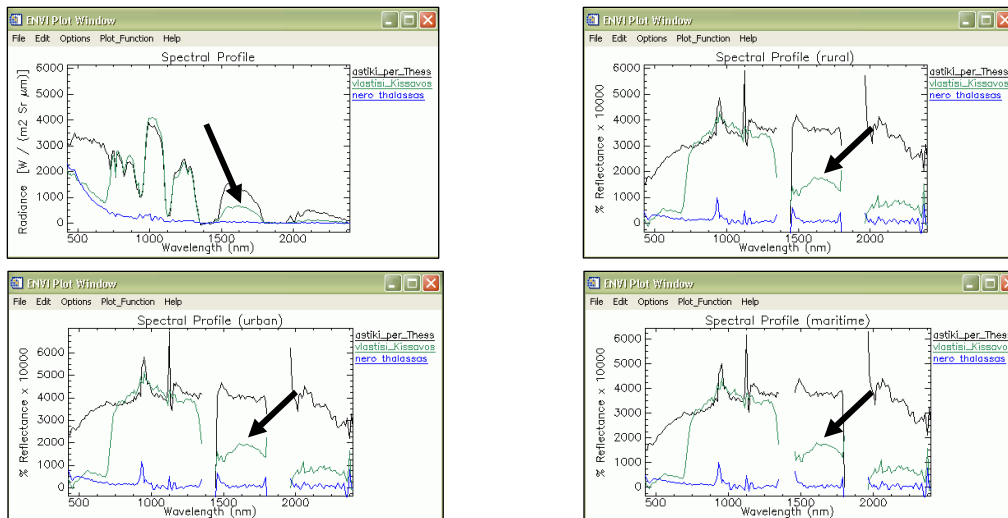 ENVI Plot Window
File Edit Options Plot_Function Help
Spectral Profile
Radiance [W / (m2 Sr μm)]
6000
5000
4000
3000
2000
1000
0
500 1000 1500 2000
Wavelength (nm)
astiki_per_Thess
vlastisi_Kissavos
nero thalassas
ENVI Plot Window
File Edit Options Plot_Function Help
Spectral Profile (rural)
% Reflectance x 10000
6000
5000
4000
3000
2000
1000
0
500 1000 1500 2000
Wavelength (nm)
astiki_per_Thess
vlastisi_Kissavos
nero thalassas
ENVI Plot Window
File Edit Options Plot_Function Help
Spectral Profile (urban)
% Reflectance x 10000
6000
5000
4000
3000
2000
1000
0
500 1000 1500 2000
Wavelength (nm)
astiki_per_Thess
vlastisi_Kissavos
nero thalassas
ENVI Plot Window
File Edit Options Plot_Function Help
Spectral Profile (maritime)
% Reflectance x 10000
6000
5000
4000
3000
2000
1000
0
500 1000 1500 2000
Wavelength (nm)
astiki_per_Thess
vlastisi_Kissavos
nero thalassas